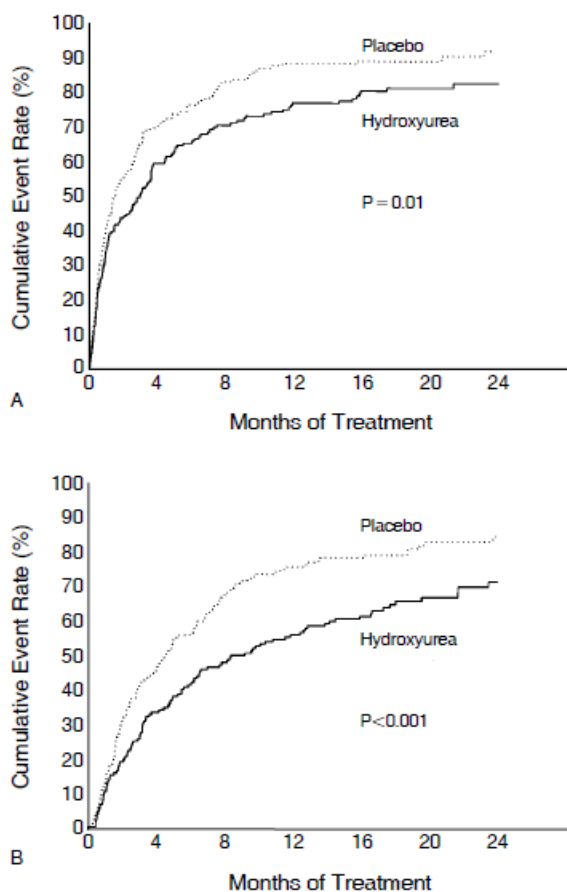 100
90
80
70
60
50
40
30
20
10
0
Cumulative Event Rate (%)
Placebo
Hydroxyurea
P=0.01
0 4 8 12 16 20 24
A
Months of Treatment
100
90
80
70
60
50
40
30
20
10
0
Cumulative Event Rate (%)
Placebo
Hydroxyurea
P<0.001
0 4 8 12 16 20 24
B
Months of Treatment